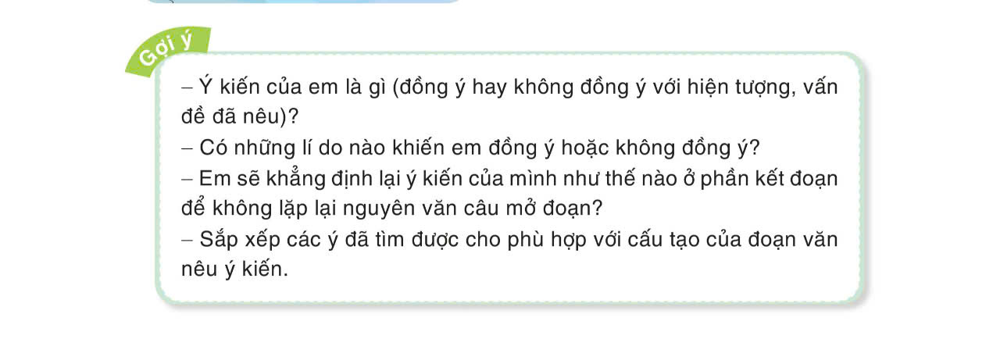 Gợi ý
– Ý kiến của em là gì (đồng ý hay không đồng ý với hiện tượng, vấn
đề đã nêu)?
– Có những lí do nào khiến em đồng ý hoặc không đồng ý?
– Em sẽ khẳng định lại ý kiến của mình như thế nào ở phần kết đoạn
để không lặp lại nguyên văn câu mở đoạn?
– Sắp xếp các ý đã tìm được cho phù hợp với cấu tạo của đoạn văn
nêu ý kiến.